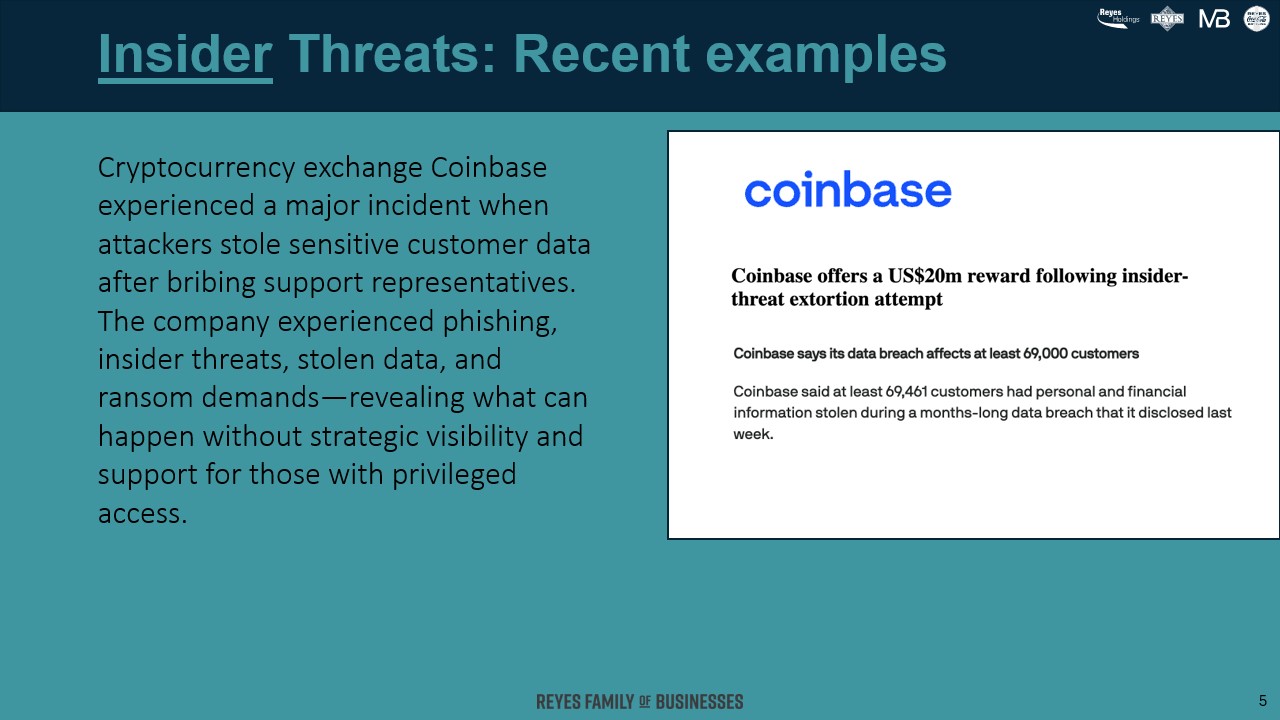 Reyes
Holdings
REYES
MB
REYES
Coca-Cola
Insider Threats: Recent examples
Cryptocurrency exchange Coinbase
experienced a major incident when
attackers stole sensitive customer data
after bribing support representatives.
The company experienced phishing,
insider threats, stolen data, and
ransom demands—revealing what can
happen without strategic visibility and
support for those with privileged
access.
coinbase
Coinbase offers a US$20m reward following insider-
threat extortion attempt
Coinbase says its data breach affects at least 69,000 customers
Coinbase said at least 69,461 customers had personal and financial
information stolen during a months-long data breach that it disclosed last
week.
REYES FAMILY OF BUSINESSES
5